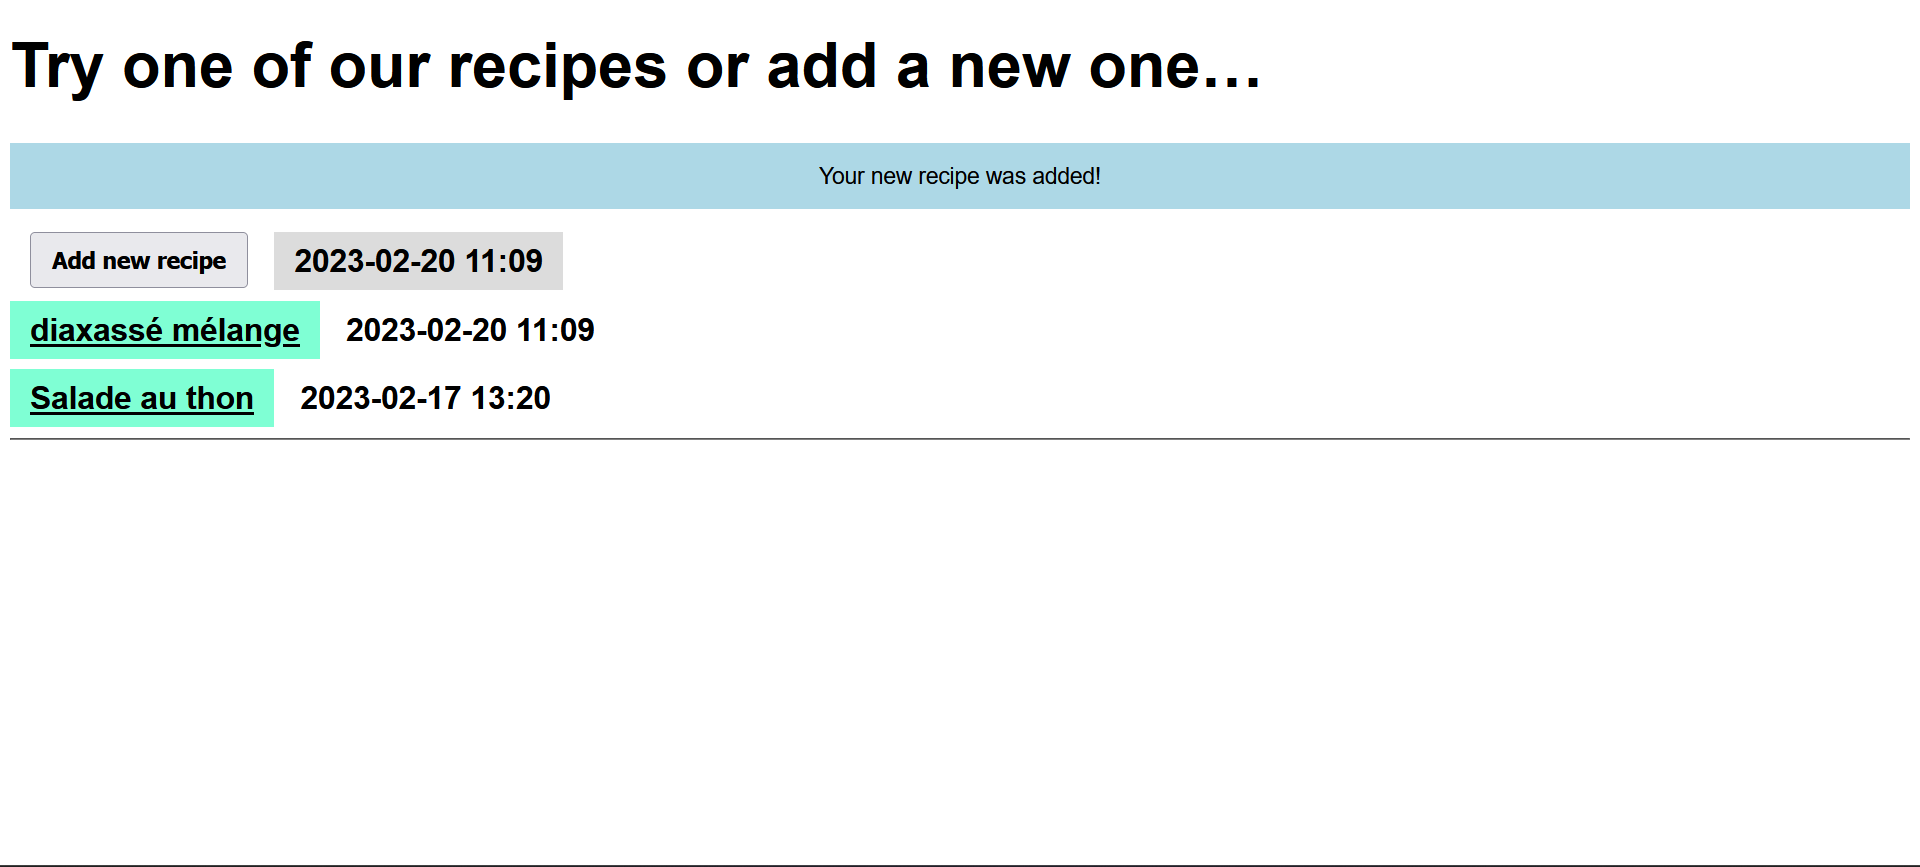 Try one of our recipes or add a new one…
Your new recipe was added!
Add new recipe 2023-02-20 11:09
diaxassé mélange 2023-02-20 11:09
Salade au thon 2023-02-17 13:20